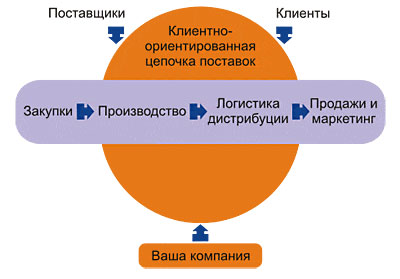 Поставщики
Клиенты
Клиентно-
ориентированная
цепочка поставок
Закупки
Производство
Логистика
дистрибуции
Продажи и
маркетинг
Ваша компания